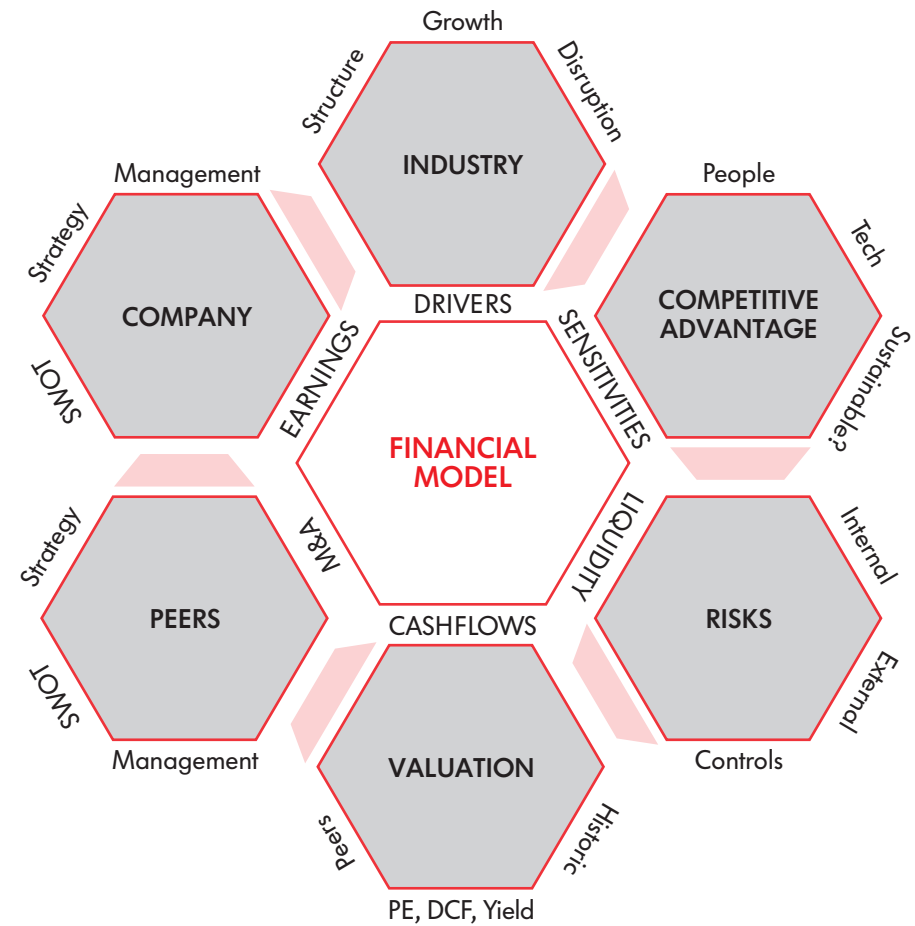 Growth
Structure
Disruption
INDUSTRY
Management
Strategy
COMPANY
SWOT
People
Tech
COMPETITIVE
ADVANTAGE
Sustainable?
DRIVERS
EARNINGS
SENSITIVITIES
FINANCIAL
MODEL
M&A
LIQUIDITY
CASHFLOWS
Strategy
PEERS
SWOT
Management
Internal
RISKS
External
Controls
VALUATION
Peers
Historic
PE, DCF, Yield